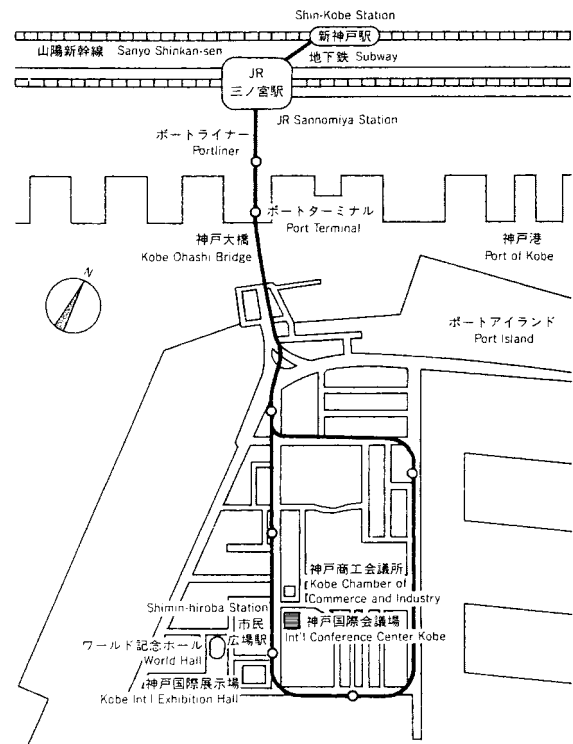 Shin-Kobe Station
新神戸駅
山陽新幹線 Sanyo Shinkan-sen
地下鉄 Subway
JR
三ノ宮駅
JR Sannomiya Station
ポートライナー
Portliner
ポートターミナル
Port Terminal
神戸大橋
Kobe Ohashi Bridge
神戸港
Port of Kobe
N
ポートアイランド
Port Island
神戸商工会議所
Kobe Chamber of
Commerce and Industry
Shimin-hiroba Station
市民
広場駅
神戸国際会議場
Int'l Conference Center Kobe
ワールド記念ホール
World Hall
神戸国際展示場
Kobe Int'l Exhibition Hall